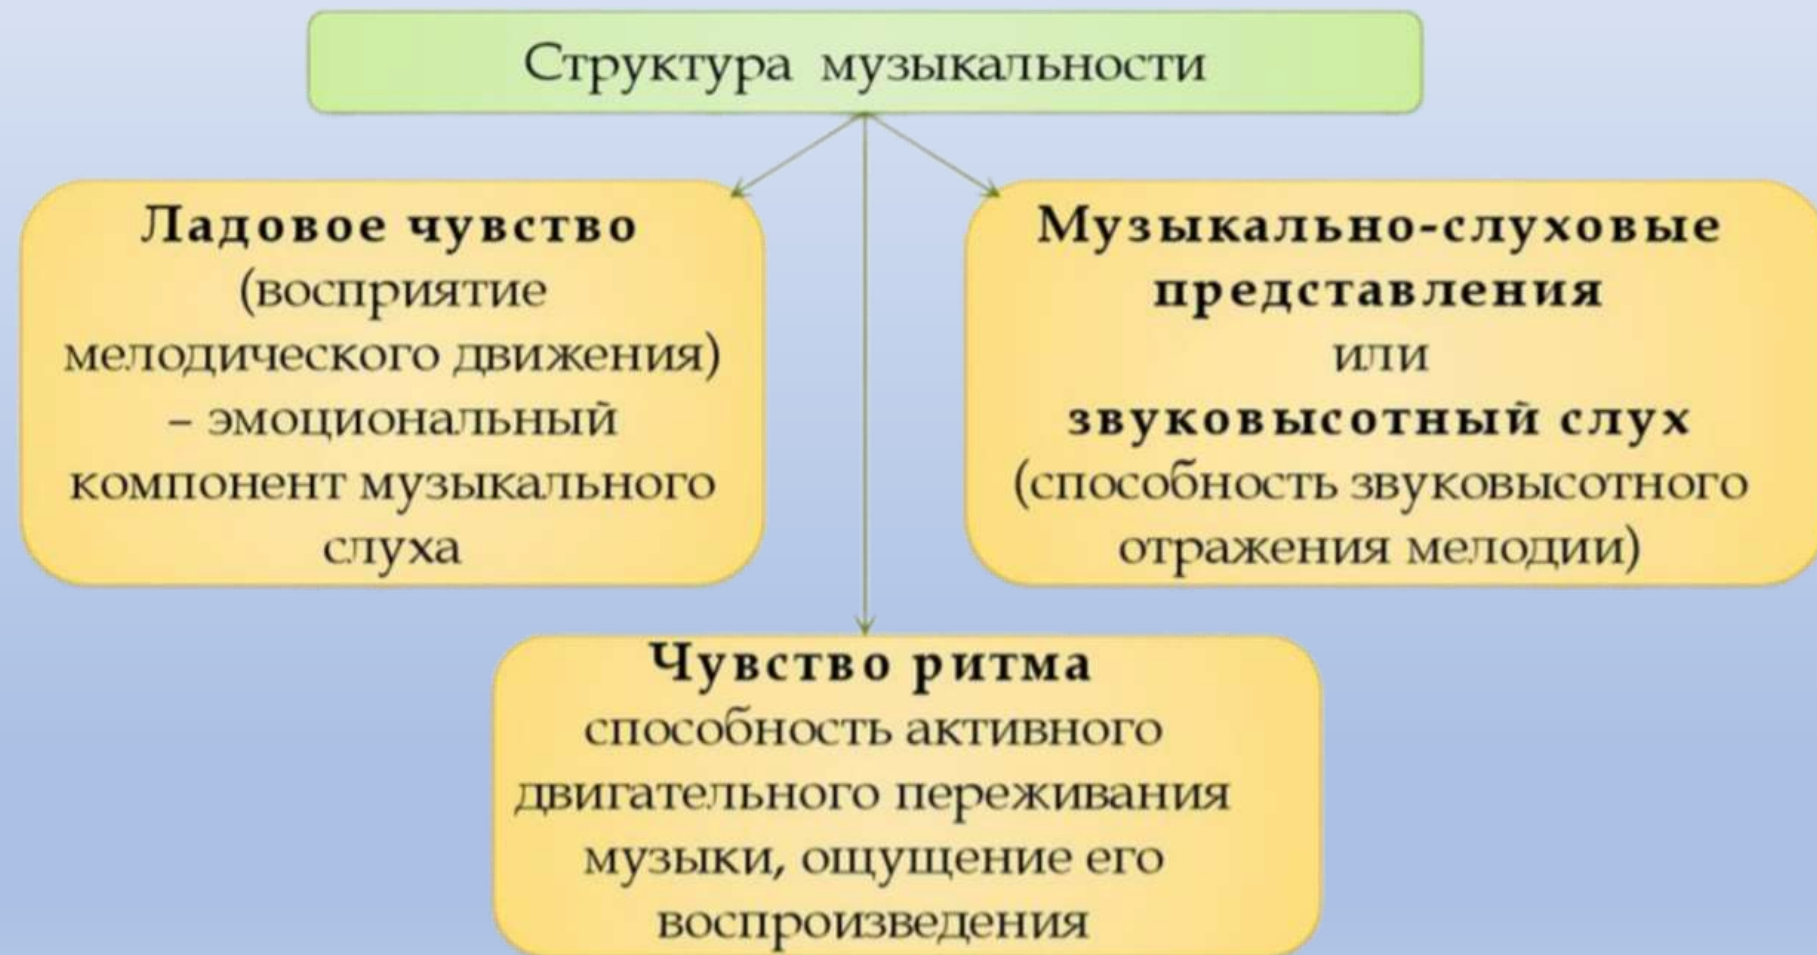 Структура музыкальности
Ладовое чувство
(восприятие
мелодического движения)
– эмоциональный
компонент музыкального
слуха
Музыкально-слуховые
представления
или
звуковысотный слух
(способность звуковысотного
отражения мелодии)
Чувство ритма
способность активного
двигательного переживания
музыки, ощущение его
воспроизведения